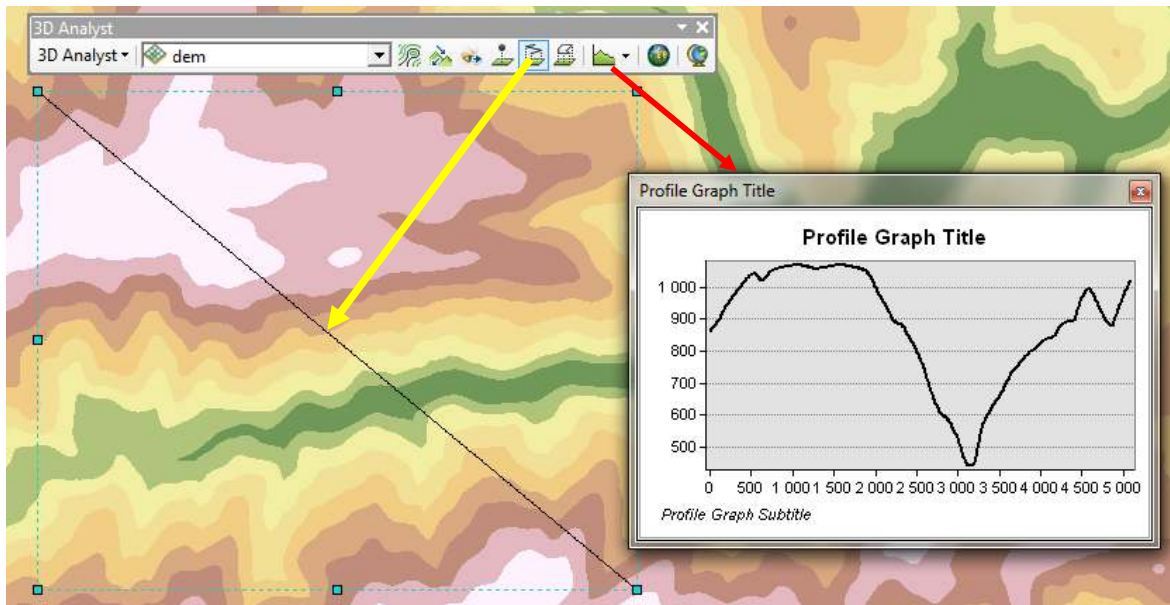 3D Analyst
3D Analyst dem
Profile Graph Title
Profile Graph Title
1 000
900
800
700
600
500
0 500 1 000 1 500 2 000 2 500 3 000 3 500 4 000 4 500 5 000
Profile Graph Subtitle